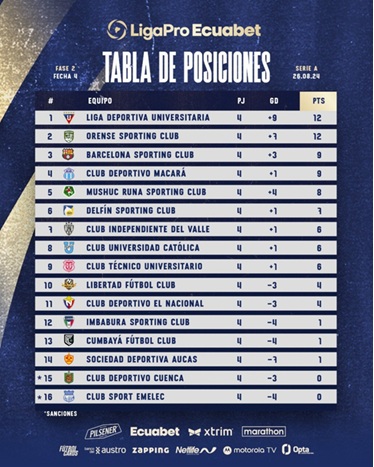 LigaPro Ecuabet
FASE 2
FECHA 4
TABLA DE POSICIONES
SERIE A
26.08.24
# EQUIPO PJ GD PTS
1 LIGA DEPORTIVA UNIVERSITARIA 4 +9 12
2 ORENSE SPORTING CLUB 4 +7 12
3 BARCELONA SPORTING CLUB 4 +3 9
4 CLUB DEPORTIVO MACARÁ 4 +1 9
5 MUSHUC RUNA SPORTING CLUB 4 +4 8
6 DELFÍN SPORTING CLUB 4 +1 7
7 CLUB INDEPENDIENTE DEL VALLE 4 +1 6
8 CLUB UNIVERSIDAD CATÓLICA 4 +1 6
9 CLUB TÉCNICO UNIVERSITARIO 4 +1 6
10 LIBERTAD FÚTBOL CLUB 4 -3 4
11 CLUB DEPORTIVO EL NACIONAL 4 -3 4
12 IMBABURA SPORTING CLUB 4 -4 1
13 CUMBAYÁ FÚTBOL CLUB 4 -4 1
14 SOCIEDAD DEPORTIVA AUCAS 4 -7 1
*15 CLUB DEPORTIVO CUENCA 4 -3 0
*16 CLUB SPORT EMELEC 4 -4 0
*SANCIONES
PILSENER Ecuabet xtrim marathon
FÚTBOL austro ZAPPING Netlife motorola TV Opta